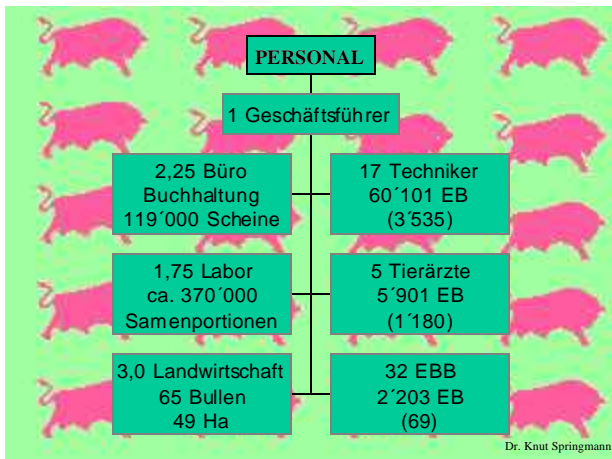 PERSONAL
1 Geschäftsführer
2,25 Büro
Buchhaltung
119´000 Scheine
17 Techniker
60´101 EB
(3´535)
1,75 Labor
ca. 370´000
Samenportionen
5 Tierärzte
5´901 EB
(1´180)
3,0 Landwirtschaft
65 Bullen
49 Ha
32 EBB
2´203 EB
(69)
Dr. Knut Springmann